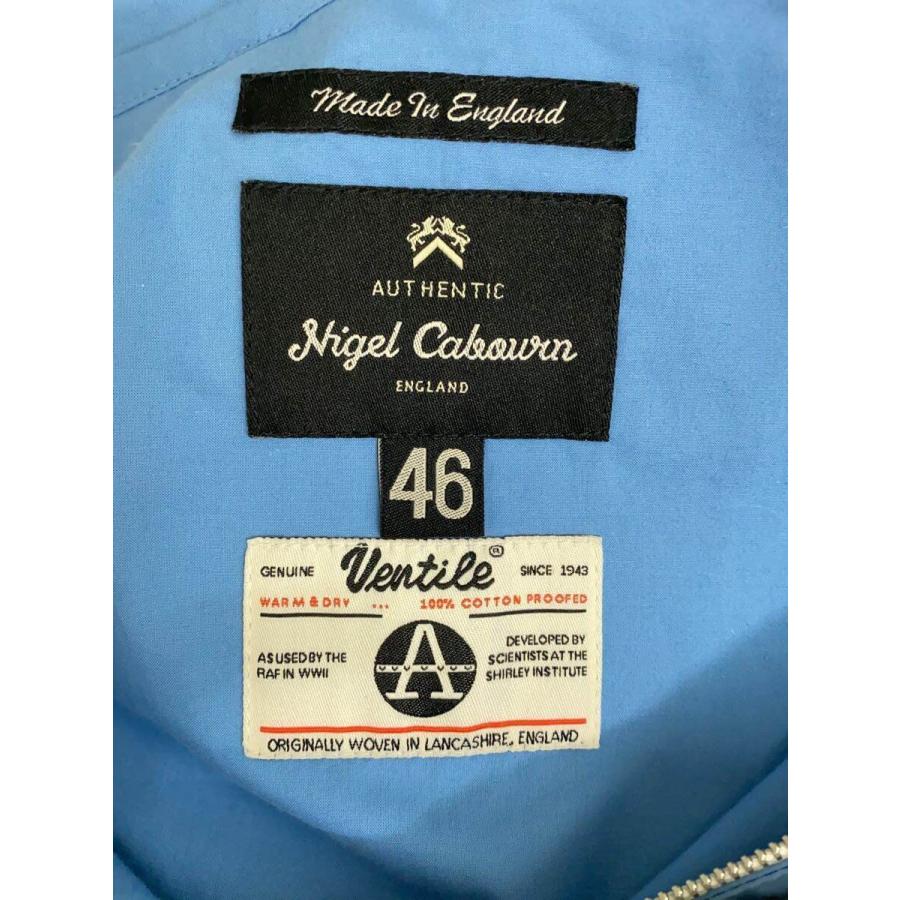 Made In England
AUTHENTIC
Nigel Cabourn
ENGLAND
46
GENUINE Ventile® SINCE 1943
WARM & DRY ... 100% COTTON PROOFED
AS USED BY THE
RAF IN WWII
A
DEVELOPED BY
SCIENTISTS AT THE
SHIRLEY INSTITUTE
ORIGINALLY WOVEN IN LANCASHIRE, ENGLAND